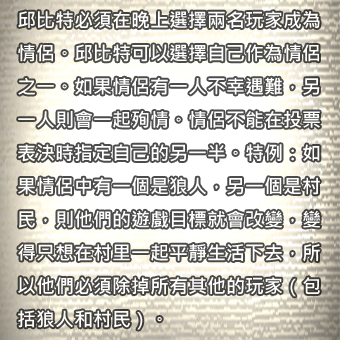 邱比特必須在晚上選擇兩名玩家成為
情侶。邱比特可以選擇自己作為情侶
之一。如果情侶有一人不幸遇難，另
一人則會一起殉情。情侶不能在投票
表決時指定自己的另一半。特例：如
果情侶中有一個是狼人，另一個是村
民，則他們的遊戲目標就會改變，變
得只想在村里一起平靜生活下去，所
以他們必須除掉所有其他的玩家（包
括狼人和村民）。